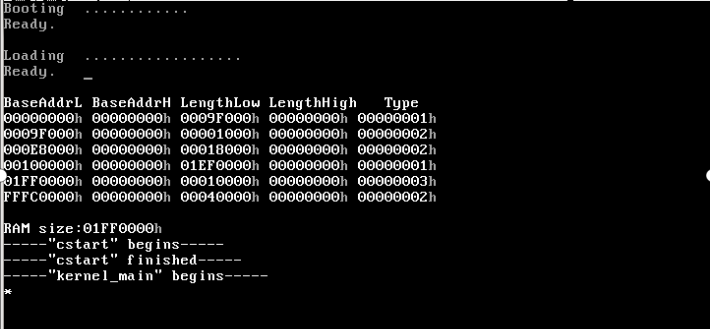 Booting ............
Ready.
Loading ..................
Ready. _
BaseAddrL BaseAddrH LengthLow LengthHigh Type
00000000h 00000000h 0009F000h 00000000h 00000001h
0009F000h 00000000h 00001000h 00000000h 00000002h
000E8000h 00000000h 00018000h 00000000h 00000002h
00100000h 00000000h 01EF0000h 00000000h 00000001h
01FF0000h 00000000h 00010000h 00000000h 00000003h
FFFC0000h 00000000h 00040000h 00000000h 00000002h
RAM size:01FF0000h
-----"cstart" begins-----
-----"cstart" finished-----
-----"kernel_main" begins-----
*